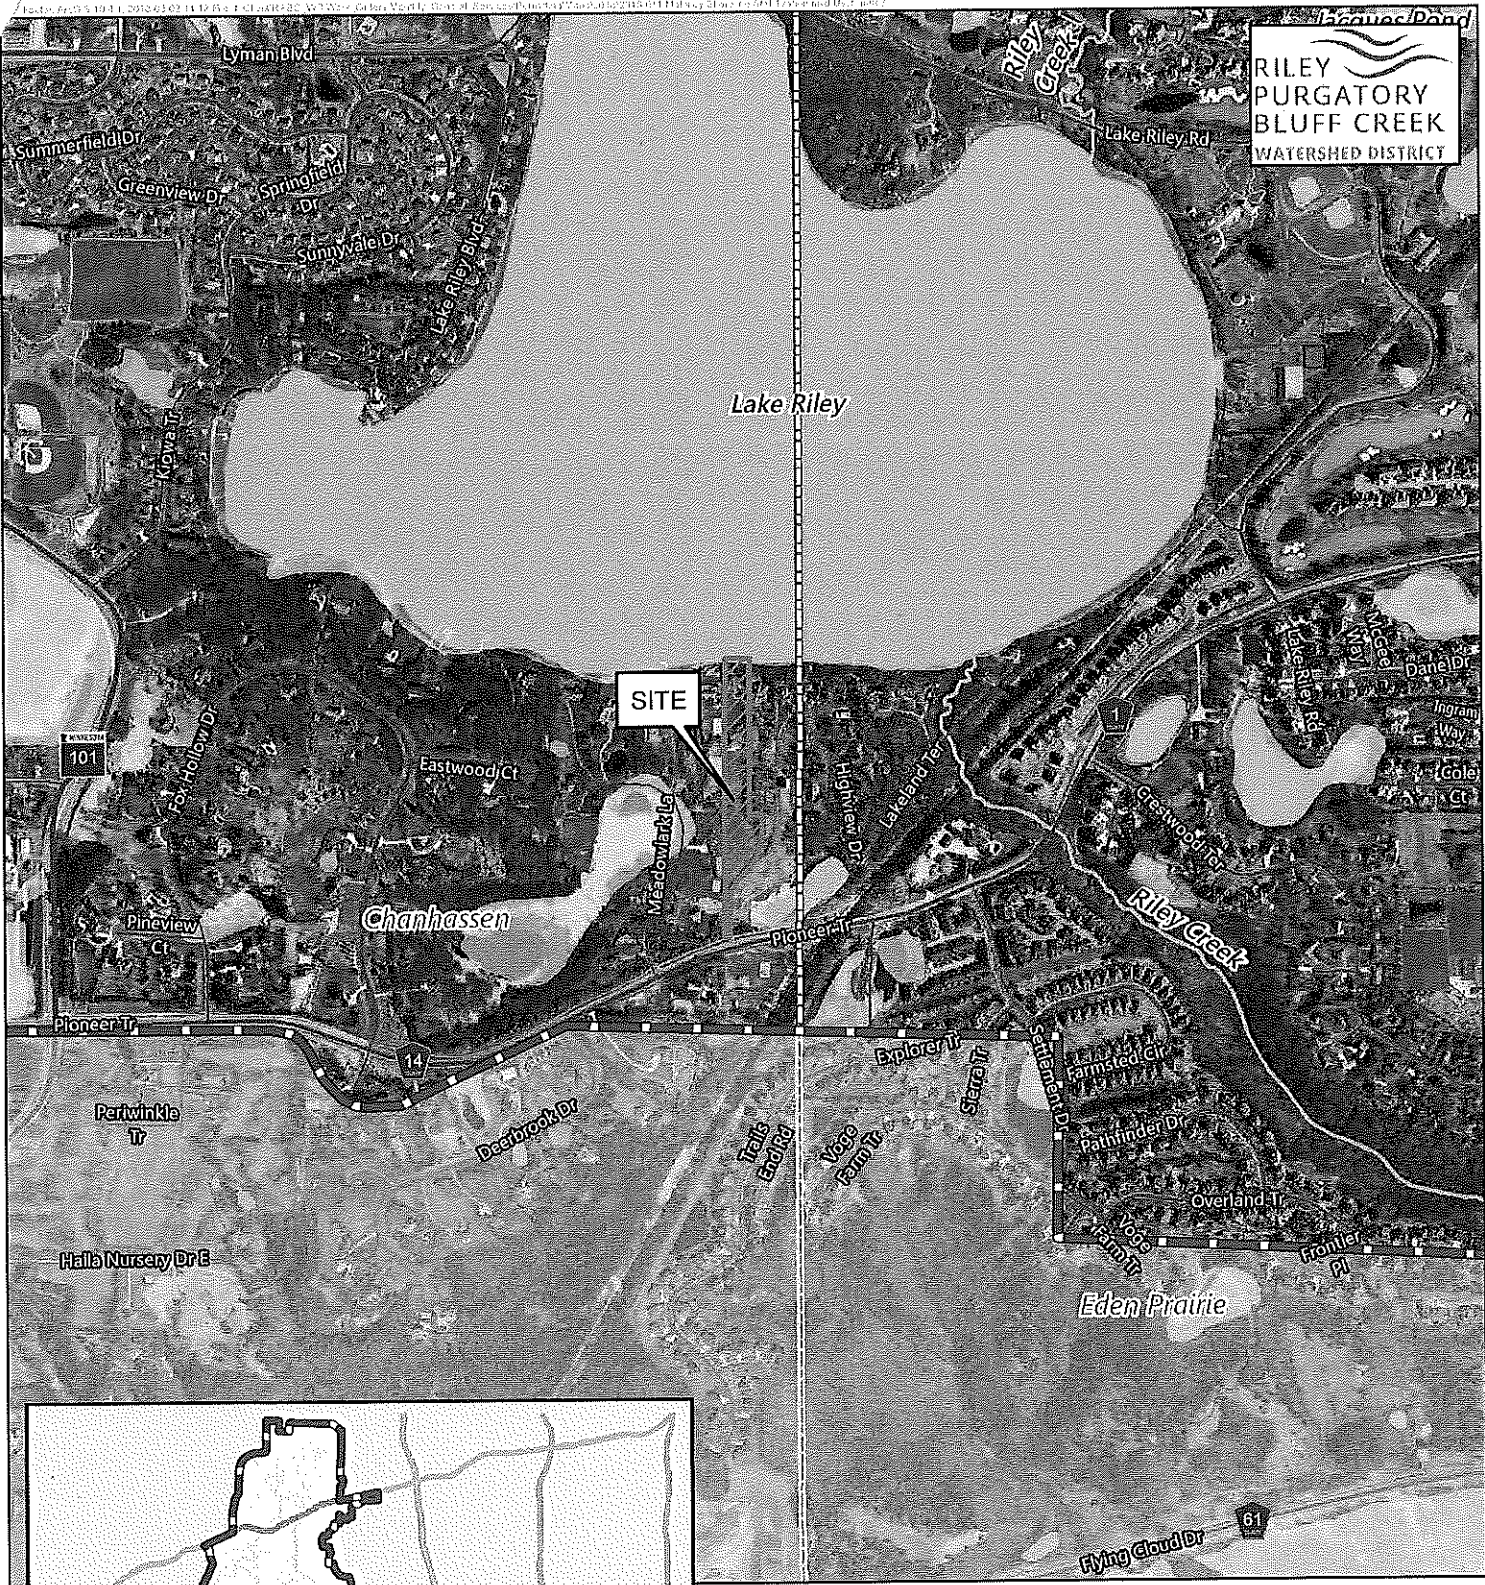 Jacques Pond
RILEY
PURGATORY
BLUFF CREEK
WATERSHED DISTRICT
Lyman Blvd
Riley
Creek
Lake Riley Rd
Summerfield Dr
Greenview Dr
Springfield
Dr
Sunnyvale Dr
Lake Riley Blvd
Lake Riley
Kiowa Tr
SITE
Lake Riley Rd
McGee
Way
Dane Dr
Ingram
Way
Cole
Ct
1
MINNESOTA
101
Fox Hollow Dr
Eastwood Ct
Meadowlark La
Highview Dr
Lakeland Ter
Crestwood Ter
Pineview
Ct
Chanhassen
Pioneer Tr
Riley Creek
Pioneer Tr
14
Explorer Tr
Sierra Tr
Settlement Dr
Farmsted Cir
Periwinkle
Tr
Deerbrook Dr
Trails
End Rd
Voge
Farm Tr
Pathfinder Dr
Overland Tr
Halla Nursery Dr E
Voge
Farm Tr
Frontier
Pl
Eden Prairie
61
Flying Cloud Dr